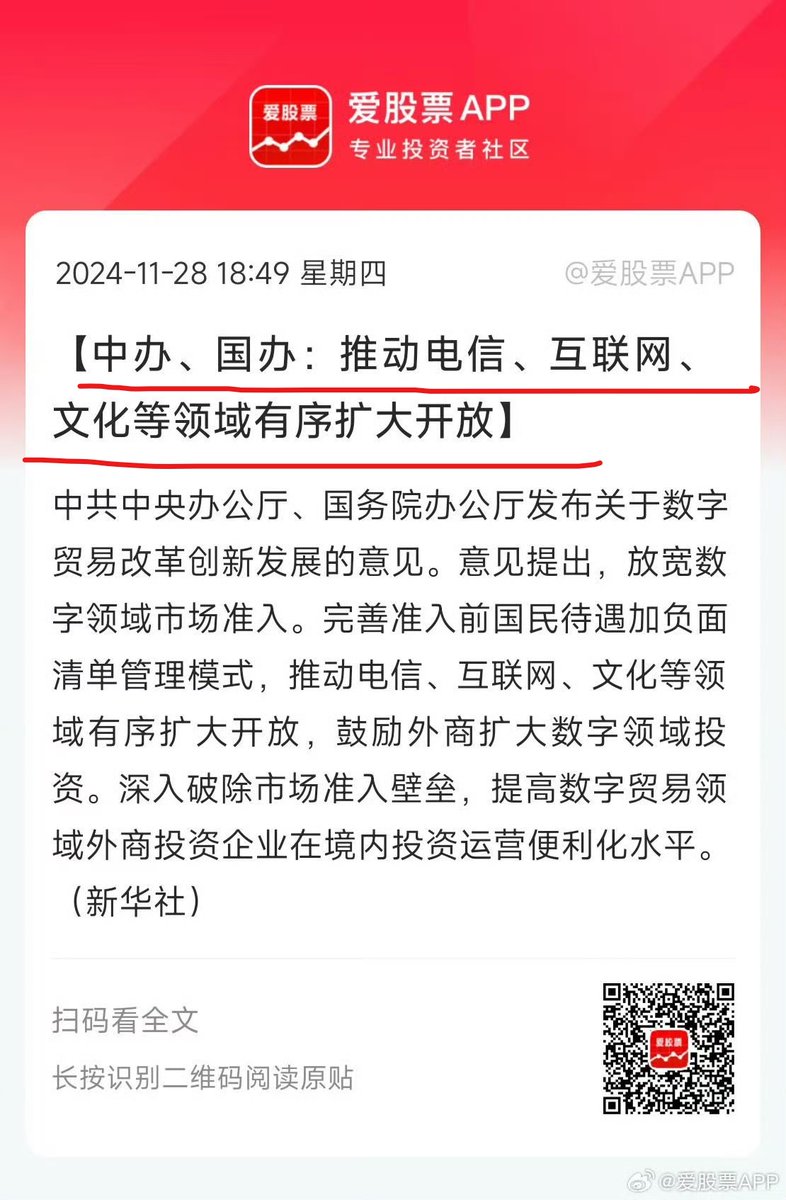 爱股票
爱股票APP
专业投资者社区
2024-11-28 18:49 星期四
@爱股票APP
【中办、国办：推动电信、互联网、
文化等领域有序扩大开放】
中共中央办公厅、国务院办公厅发布关于数字
贸易改革创新发展的意见。意见提出，放宽数
字领域市场准入。完善准入前国民待遇加负面
清单管理模式，推动电信、互联网、文化等领
域有序扩大开放，鼓励外商扩大数字领域投
资。深入破除市场准入壁垒，提高数字贸易领
域外商投资企业在境内投资运营便利化水平。
（新华社）
扫码看全文
长按识别二维码阅读原贴
爱股票
@爱股票APP